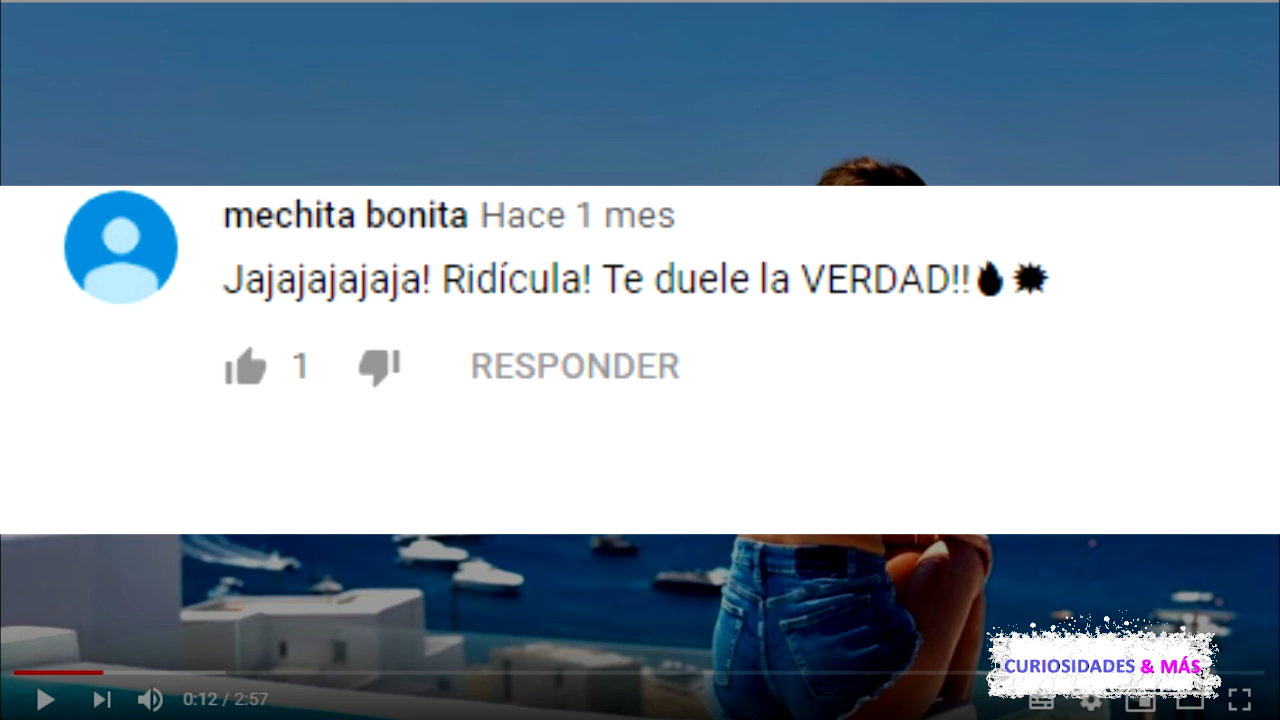 mechita bonita Hace 1 mes
Jajajajajaja! Ridícula! Te duele la VERDAD!!
1 RESPONDER
CURIOSIDADES & MÁS
0:12 / 2:57